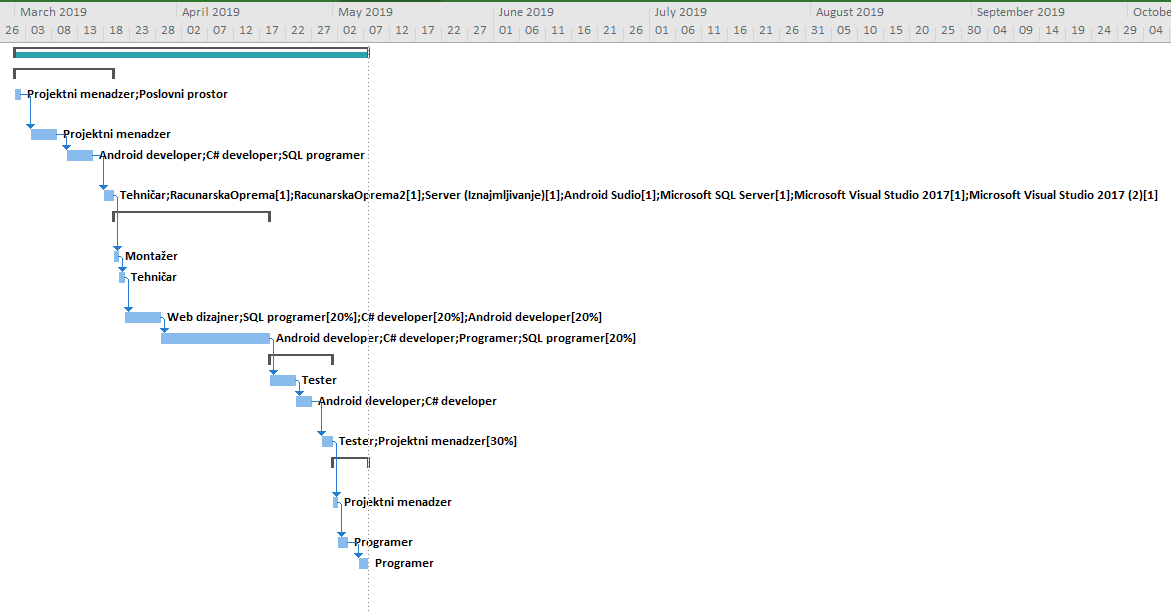 March 2019 April 2019 May 2019 June 2019 July 2019 August 2019 September 2019 Octobe
26 03 08 13 18 23 28 02 07 12 17 22 27 02 07 12 17 22 27 01 06 11 16 21 26 01 06 11 16 21 26 31 05 10 15 20 25 30 04 09 14 19 24 29 04
Projektni menadzer;Poslovni prostor
Projektni menadzer
Android developer;C# developer;SQL programer
Tehničar;RacunarskaOprema[1];RacunarskaOprema2[1];Server (Iznajmljivanje)[1];Android Sudio[1];Microsoft SQL Server[1];Microsoft Visual Studio 2017[1];Microsoft Visual Studio 2017 (2)[1]
Montažer
Tehničar
Web dizajner;SQL programer[20%];C# developer[20%];Android developer[20%]
Android developer;C# developer;Programer;SQL programer[20%]
Tester
Android developer;C# developer
Tester;Projektni menadzer[30%]
Projektni menadzer
Programer
Programer